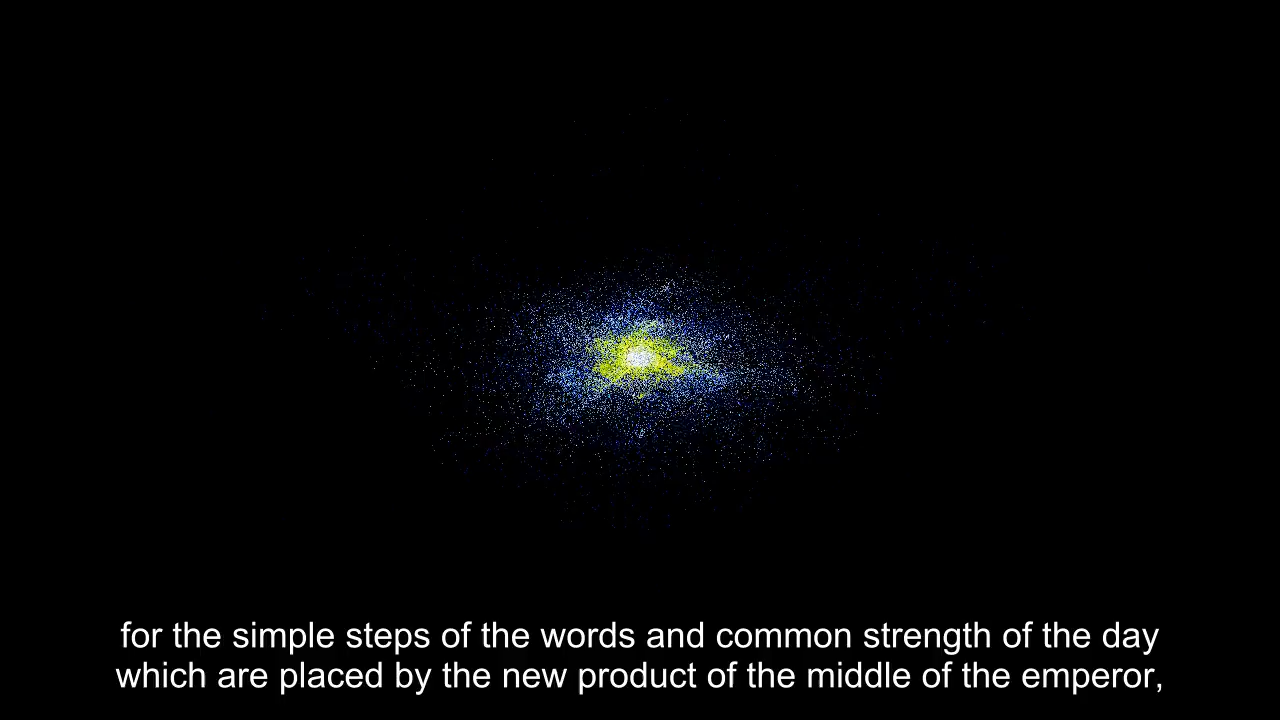 for the simple steps of the words and common strength of the day
which are placed by the new product of the middle of the emperor,